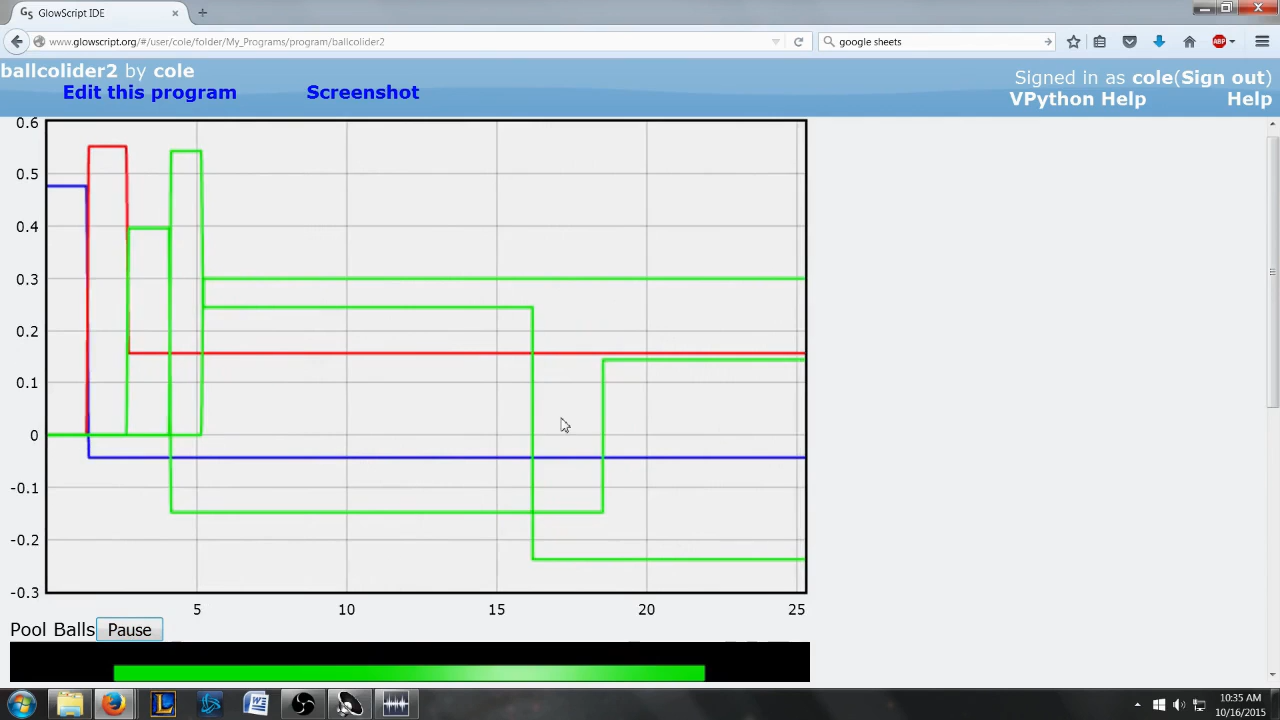 GlowScript IDE
www.glowscript.org/#/user/cole/folder/My_Programs/program/ballcolider2
google sheets
ABP
ballcolider2 by cole
Signed in as cole(Sign out)
Edit this program Screenshot
VPython Help Help
0.6
0.5
0.4
0.3
0.2
0.1
0
-0.1
-0.2
-0.3
5 10 15 20 25
Pool Balls Pause
10:35 AM
10/16/2015